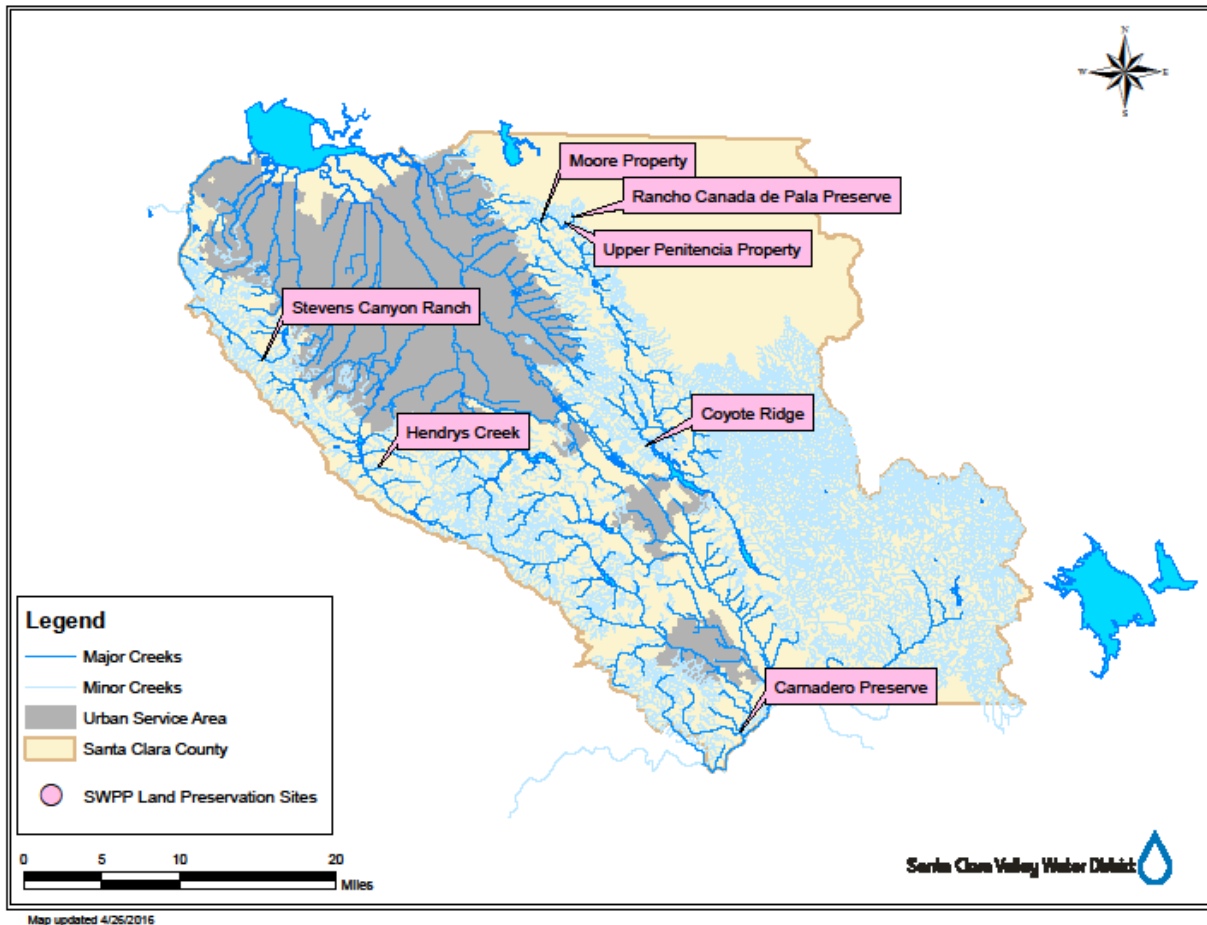 N
W
E
S
Moore Property
Rancho Canada de Pala Preserve
Upper Penitencia Property
Stevens Canyon Ranch
Coyote Ridge
Hendrys Creek
Carnadero Preserve
Legend
Major Creeks
Minor Creeks
Urban Service Area
Santa Clara County
SWPP Land Preservation Sites
0 5 10 20
Miles
Santa Clara Valley Water District
Map updated 4/26/2016